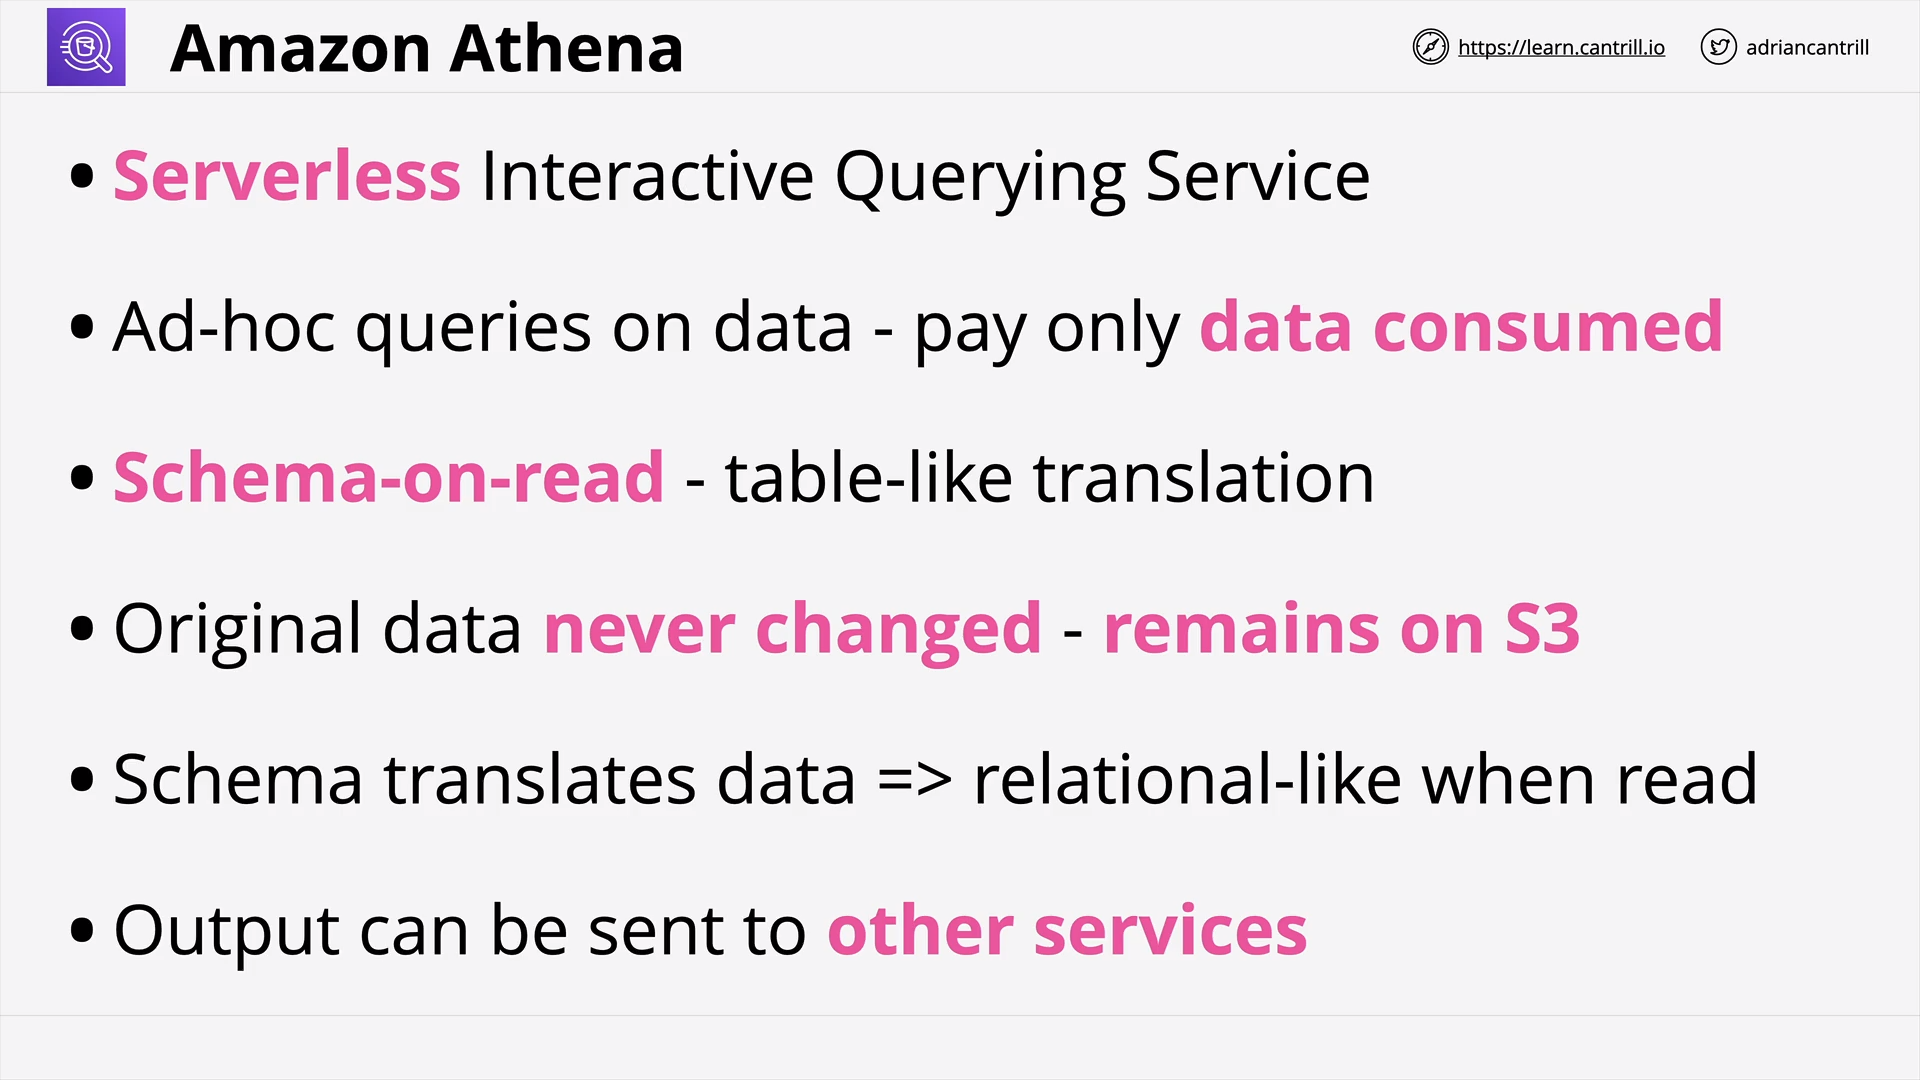 Amazon Athena
https://learn.cantrill.io
adriancantrill
• Serverless Interactive Querying Service
• Ad-hoc queries on data - pay only data consumed
• Schema-on-read - table-like translation
• Original data never changed - remains on S3
• Schema translates data => relational-like when read
• Output can be sent to other services